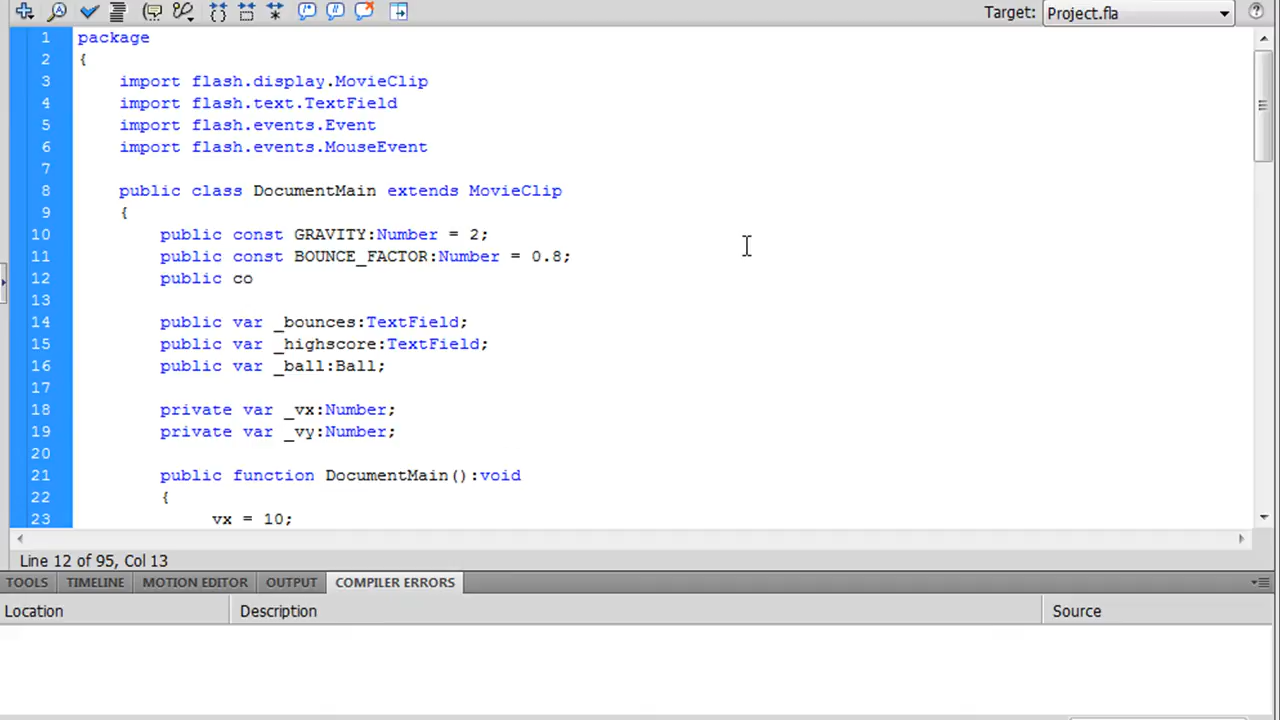 Target: Project.fla
1 package
2 {
3 import flash.display.MovieClip
4 import flash.text.TextField
5 import flash.events.Event
6 import flash.events.MouseEvent
7
8 public class DocumentMain extends MovieClip
9 {
10 public const GRAVITY:Number = 2;
11 public const BOUNCE_FACTOR:Number = 0.8;
12 public co
13
14 public var _bounces:TextField;
15 public var _highscore:TextField;
16 public var _ball:Ball;
17
18 private var _vx:Number;
19 private var _vy:Number;
20
21 public function DocumentMain():void
22 {
23 vx = 10;
Line 12 of 95, Col 13
TOOLS TIMELINE MOTION EDITOR OUTPUT COMPILER ERRORS
Location Description Source